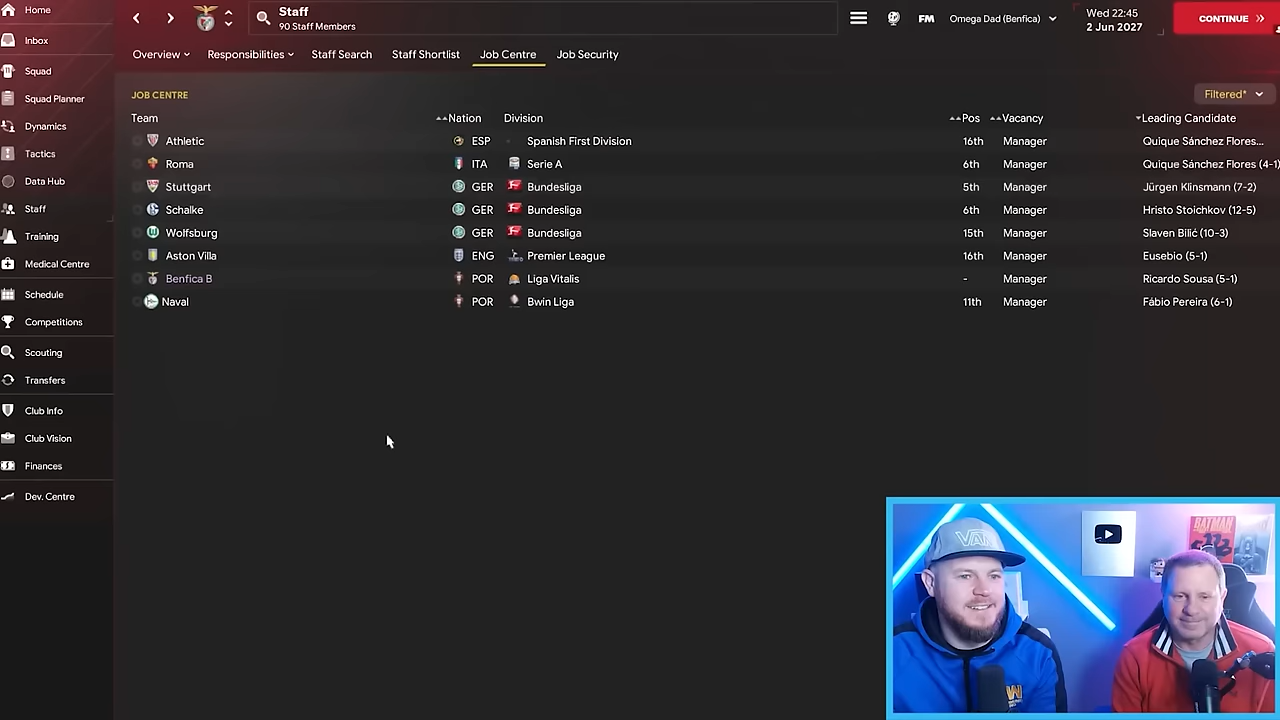 Home
Inbox
Squad
Squad Planner
Dynamics
Tactics
Data Hub
Staff
Training
Medical Centre
Schedule
Competitions
Scouting
Transfers
Club Info
Club Vision
Finances
Dev. Centre
Staff
90 Staff Members
FM
Omega Dad (Benfica)
Wed 22:45
2 Jun 2027
CONTINUE
Overview Responsibilities Staff Search Staff Shortlist Job Centre Job Security
JOB CENTRE
Filtered*
Team Nation Division Pos Vacancy Leading Candidate
Athletic ESP Spanish First Division 16th Manager Quique Sánchez Flores...
Roma ITA Serie A 6th Manager Quique Sánchez Flores (4-1)
Stuttgart GER Bundesliga 5th Manager Jürgen Klinsmann (7-2)
Schalke GER Bundesliga 6th Manager Hristo Stoichkov (12-5)
Wolfsburg GER Bundesliga 15th Manager Slaven Bilić (10-3)
Aston Villa ENG Premier League 16th Manager Eusebio (5-1)
Benfica B POR Liga Vitalis - Manager Ricardo Sousa (5-1)
Naval POR Bwin Liga 11th Manager Fábio Pereira (6-1)
BATMAN
VAN